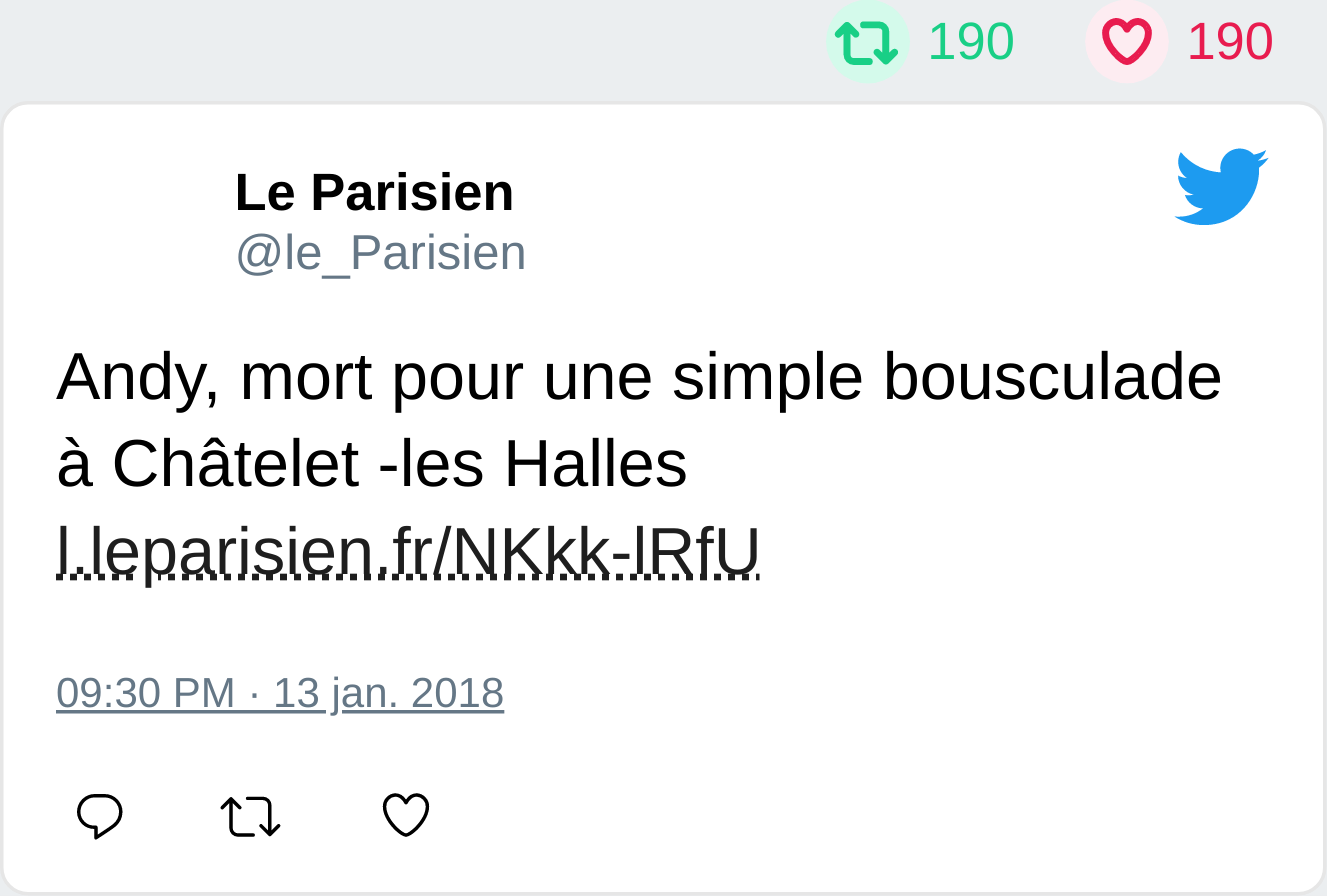 190 190
Le Parisien
@le_Parisien
Andy, mort pour une simple bousculade
à Châtelet -les Halles
l.leparisien.fr/NKkk-lRfU
09:30 PM · 13 jan. 2018